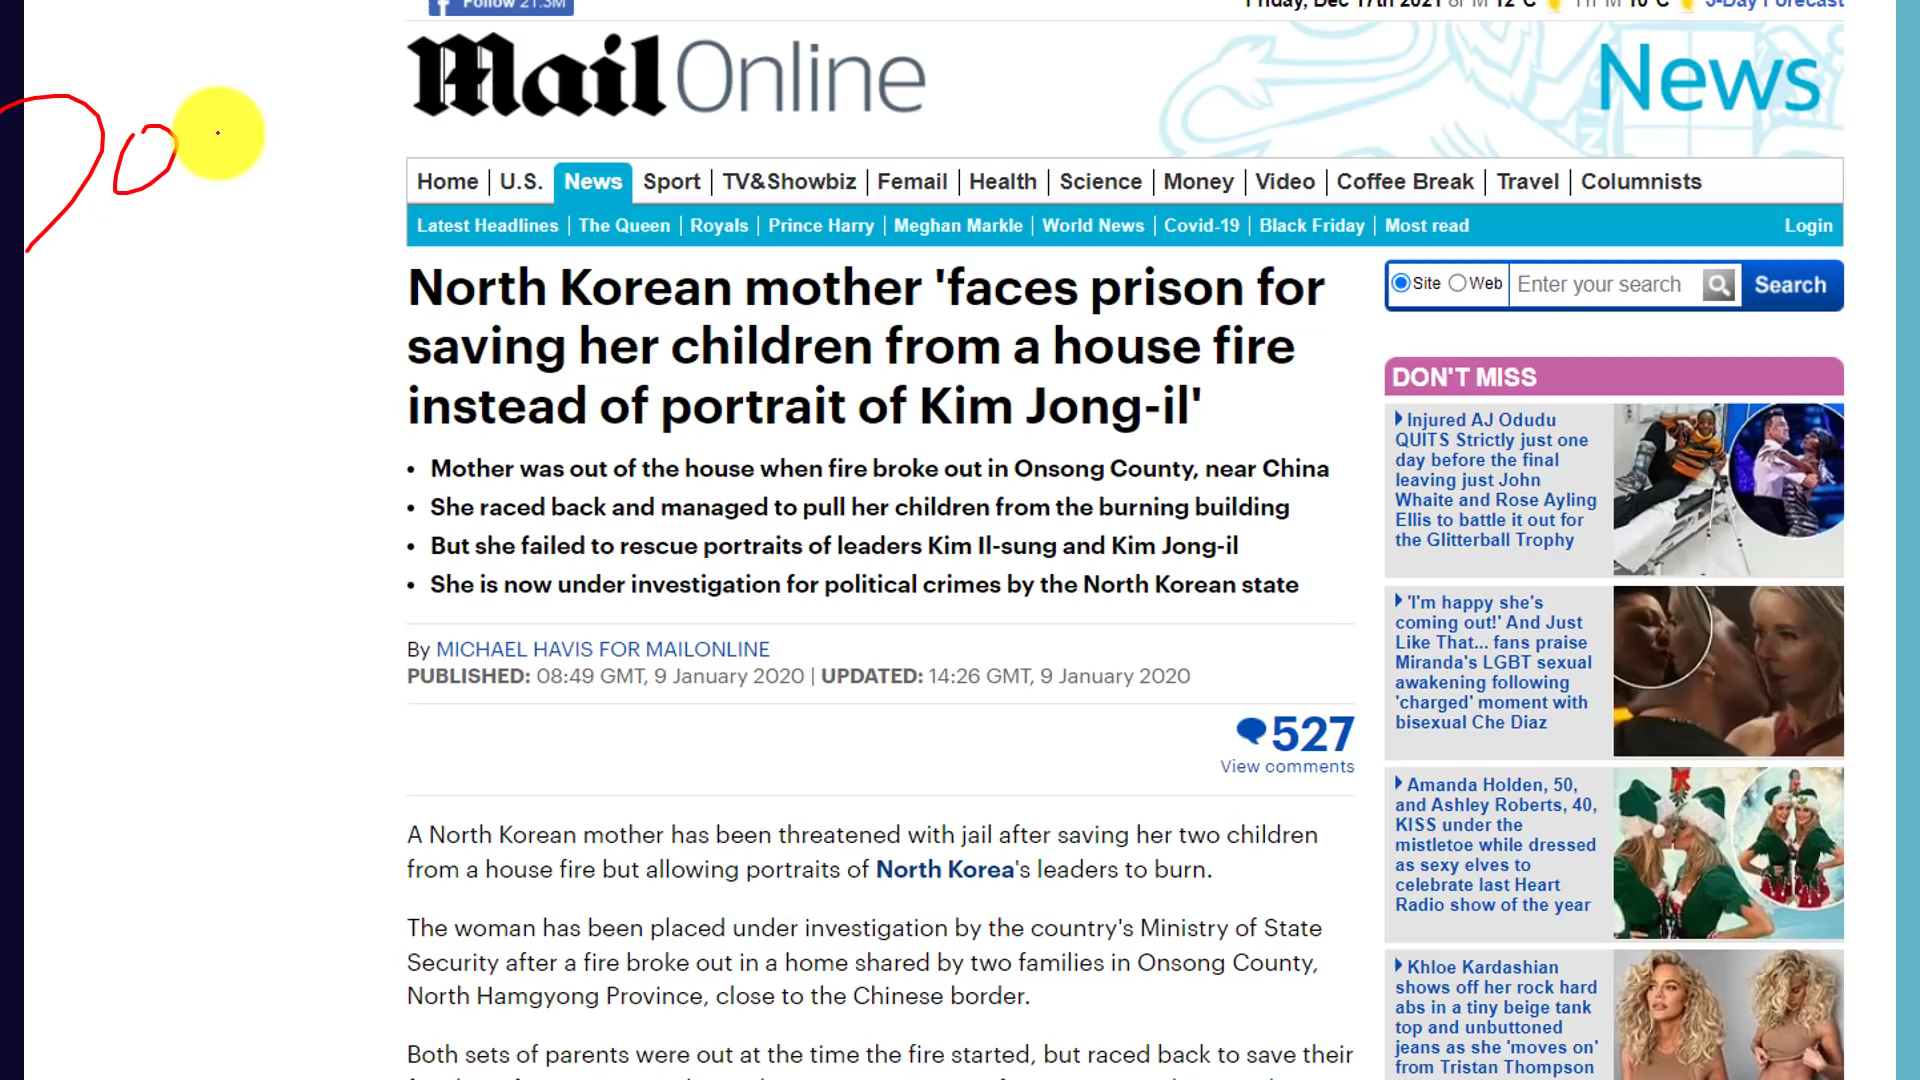 Follow 21.3M
Friday, Dec 17th 2021 8PM 12°C 11PM 10°C 5-Day Forecast
Mail Online
News
Home U.S. News Sport TV&Showbiz Femail Health Science Money Video Coffee Break Travel Columnists
Latest Headlines The Queen Royals Prince Harry Meghan Markle World News Covid-19 Black Friday Most read Login
North Korean mother 'faces prison for
saving her children from a house fire
instead of portrait of Kim Jong-il'
• Mother was out of the house when fire broke out in Onsong County, near China
• She raced back and managed to pull her children from the burning building
• But she failed to rescue portraits of leaders Kim Il-sung and Kim Jong-il
• She is now under investigation for political crimes by the North Korean state
By MICHAEL HAVIS FOR MAILONLINE
PUBLISHED: 08:49 GMT, 9 January 2020 | UPDATED: 14:26 GMT, 9 January 2020
527
View comments
A North Korean mother has been threatened with jail after saving her two children
from a house fire but allowing portraits of North Korea's leaders to burn.
The woman has been placed under investigation by the country's Ministry of State
Security after a fire broke out in a home shared by two families in Onsong County,
North Hamgyong Province, close to the Chinese border.
Both sets of parents were out at the time the fire started, but raced back to save their
Site Web Enter your search Search
DON'T MISS
Injured AJ Odudu
QUITS Strictly just one
day before the final
leaving just John
Whaite and Rose Ayling
Ellis to battle it out for
the Glitterball Trophy
'I'm happy she's
coming out!' And Just
Like That... fans praise
Miranda's LGBT sexual
awakening following
'charged' moment with
bisexual Che Diaz
Amanda Holden, 50,
and Ashley Roberts, 40,
KISS under the
mistletoe while dressed
as sexy elves to
celebrate last Heart
Radio show of the year
Khloe Kardashian
shows off her rock hard
abs in a tiny beige tank
top and unbuttoned
jeans as she 'moves on'
from Tristan Thompson